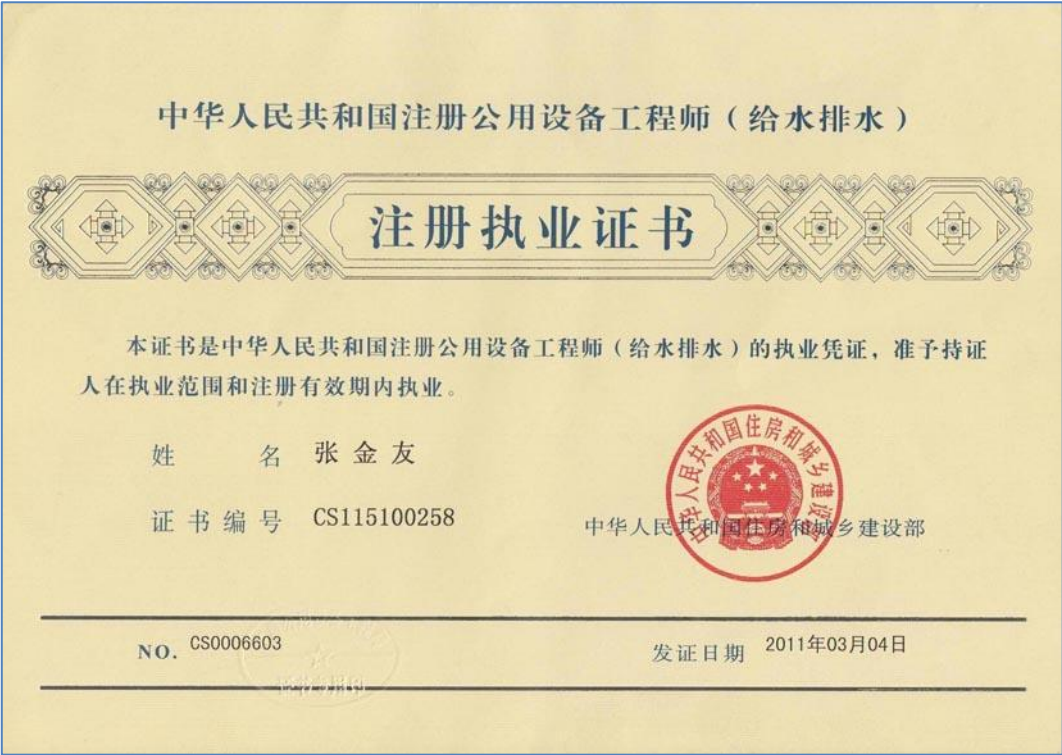 中华人民共和国注册公用设备工程师（给水排水）
注册执业证书
本证书是中华人民共和国注册公用设备工程师（给水排水）的执业凭证，准予持证
人在执业范围和注册有效期内执业。
姓 名 张金友
证书编号 CS115100258
中华人民共和国住房和城乡建设部
中华人民共和国住房和城乡建设部
NO. CS0006603
发证日期 2011年03月04日